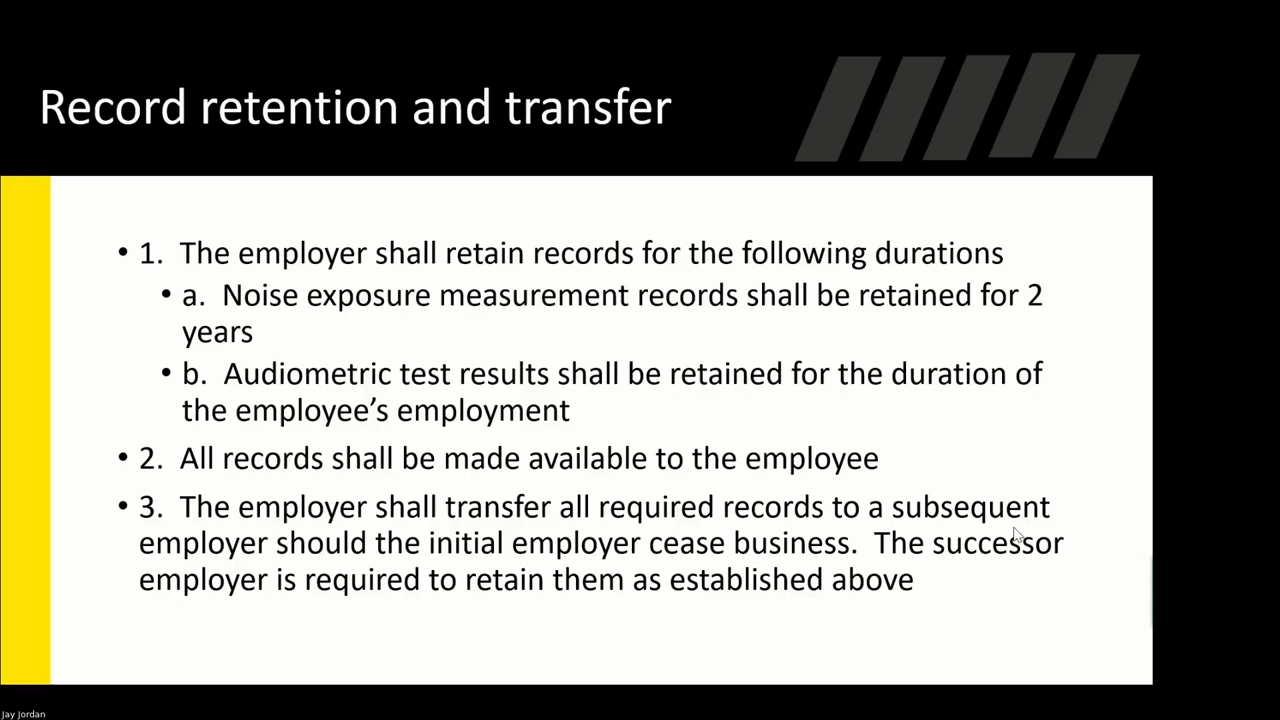 Record retention and transfer
• 1.  The employer shall retain records for the following durations
• a.  Noise exposure measurement records shall be retained for 2
years
• b.  Audiometric test results shall be retained for the duration of
the employee’s employment
• 2.  All records shall be made available to the employee
• 3.  The employer shall transfer all required records to a subsequent
employer should the initial employer cease business.  The successor
employer is required to retain them as established above
Jay Jordan